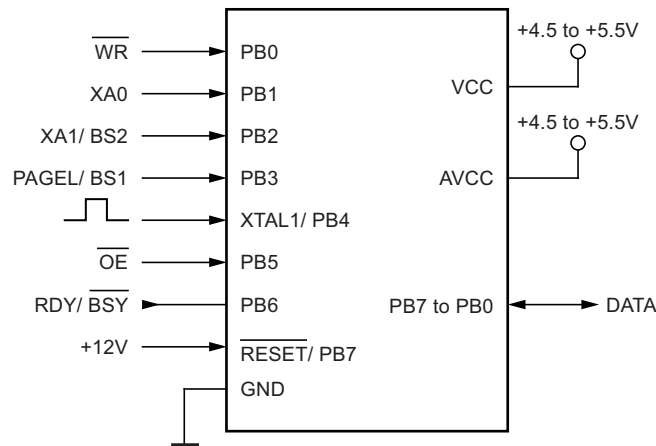 WR
XA0
XA1/ BS2
PAGEL/ BS1
OE
RDY/ BSY
+12V
PB0
PB1
PB2
PB3
XTAL1/ PB4
PB5
PB6
RESET/ PB7
GND
+4.5 to +5.5V
VCC
+4.5 to +5.5V
AVCC
PB7 to PB0
DATA